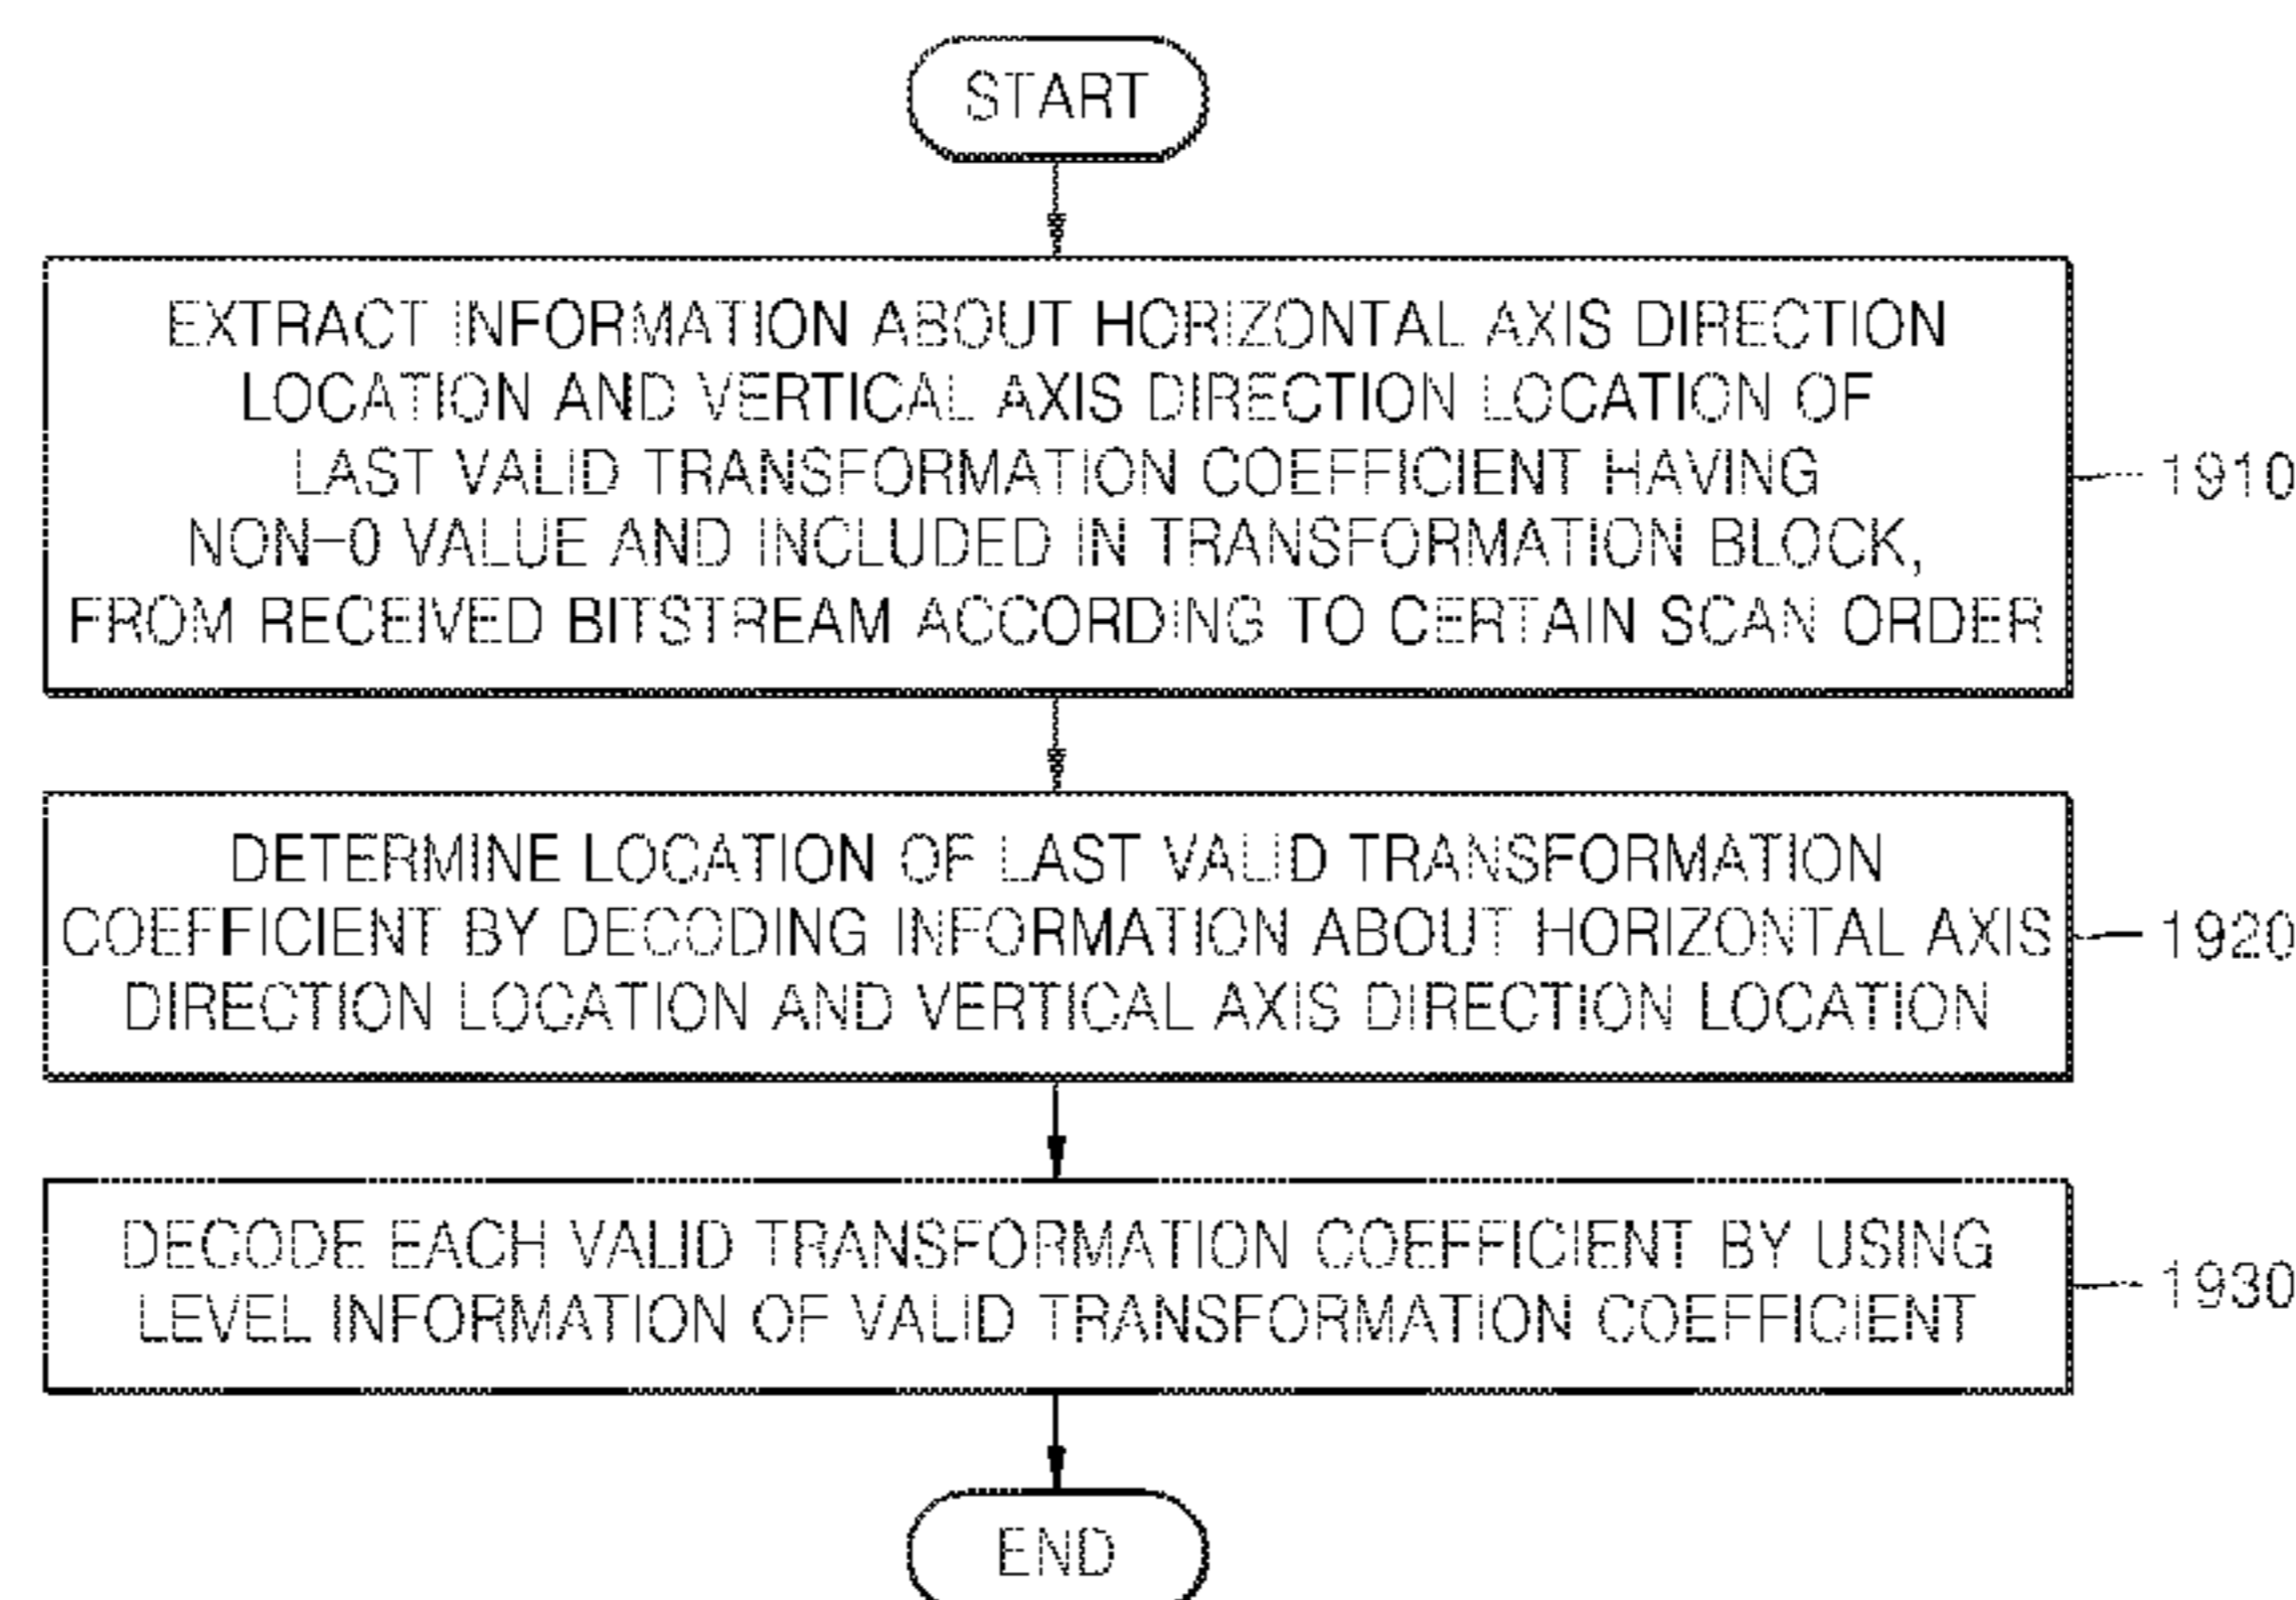 START
EXTRACT INFORMATION ABOUT HORIZONTAL AXIS DIRECTION
LOCATION AND VERTICAL AXIS DIRECTION LOCATION OF
LAST VALID TRANSFORMATION COEFFICIENT HAVING
NON-0 VALUE AND INCLUDED IN TRANSFORMATION BLOCK,
FROM RECEIVED BITSTREAM ACCORDING TO CERTAIN SCAN ORDER
1910
DETERMINE LOCATION OF LAST VALID TRANSFORMATION
COEFFICIENT BY DECODING INFORMATION ABOUT HORIZONTAL AXIS
DIRECTION LOCATION AND VERTICAL AXIS DIRECTION LOCATION
1920
DECODE EACH VALID TRANSFORMATION COEFFICIENT BY USING
LEVEL INFORMATION OF VALID TRANSFORMATION COEFFICIENT
1930
END